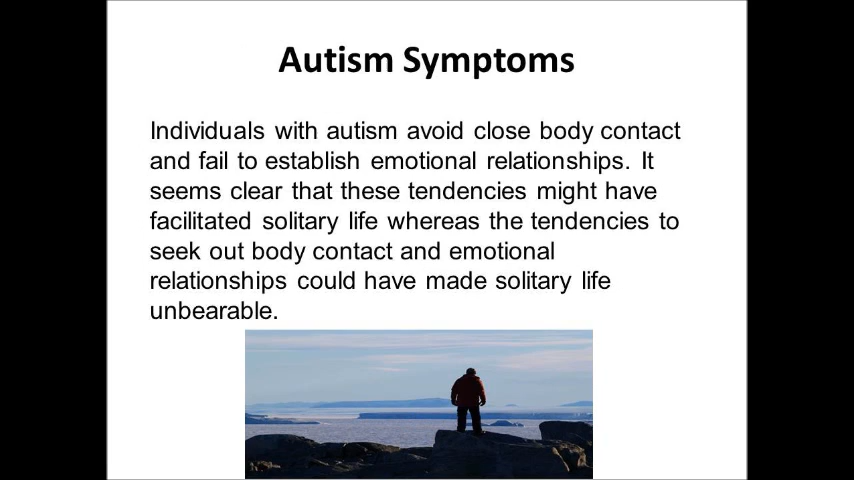 Autism Symptoms
Individuals with autism avoid close body contact
and fail to establish emotional relationships. It
seems clear that these tendencies might have
facilitated solitary life whereas the tendencies to
seek out body contact and emotional
relationships could have made solitary life
unbearable.